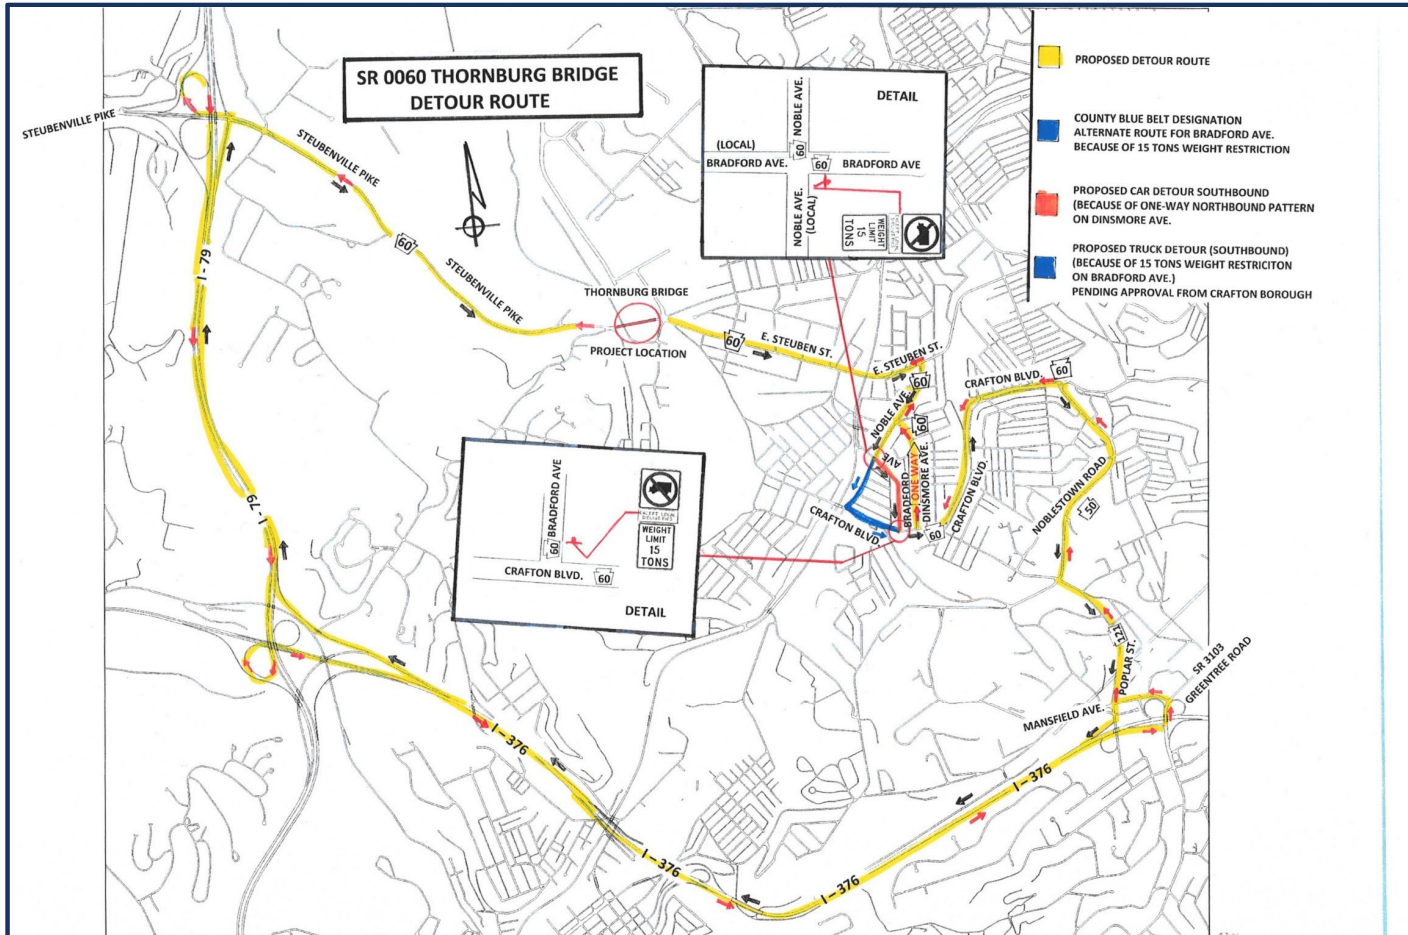 SR 0060 THORNBURG BRIDGE
DETOUR ROUTE
PROPOSED DETOUR ROUTE
COUNTY BLUE BELT DESIGNATION
ALTERNATE ROUTE FOR BRADFORD AVE.
BECAUSE OF 15 TONS WEIGHT RESTRICTION
PROPOSED CAR DETOUR SOUTHBOUND
(BECAUSE OF ONE-WAY NORTHBOUND PATTERN
ON DINSMORE AVE.
PROPOSED TRUCK DETOUR (SOUTHBOUND)
(BECAUSE OF 15 TONS WEIGHT RESTRICITON
ON BRADFORD AVE.)
PENDING APPROVAL FROM CRAFTON BOROUGH
DETAIL
NOBLE AVE.
60
(LOCAL)
BRADFORD AVE.
60
BRADFORD AVE
NOBLE AVE.
(LOCAL)
WEIGHT
LIMIT
15
TONS
STEUBENVILLE PIKE
STEUBENVILLE PIKE
60
STEUBENVILLE PIKE
I - 79
THORNBURG BRIDGE
PROJECT LOCATION
60
E. STEUBEN ST.
E. STEUBEN ST.
60
NOBLE AVE.
60
CRAFTON BLVD.
60
AVE.
BRADFORD
ONE WAY
DINSMORE AVE.
CRAFTON BLVD.
CRAFTON BLVD.
60
NOBLESTOWN ROAD
50
BRADFORD AVE
60
WEIGHT
LIMIT
15
TONS
CRAFTON BLVD.
60
DETAIL
I - 79
121
POPLAR ST.
SR 3103
GREENTREE ROAD
MANSFIELD AVE.
I - 376
I - 376
I - 376
I - 376